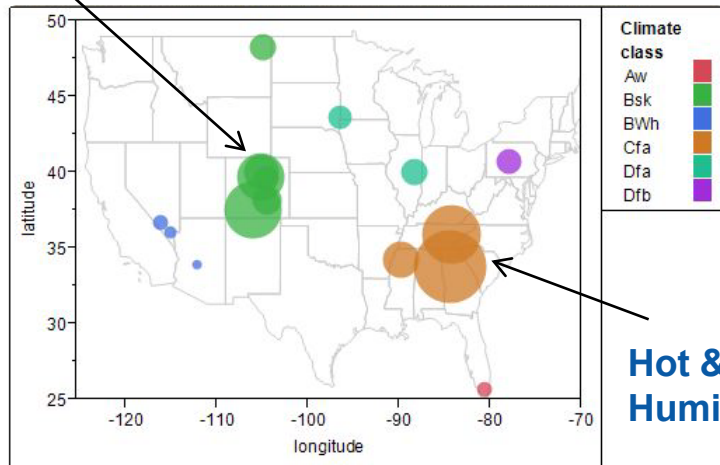 50
45
40
35
30
25
latitude
-120
-110
-100
-90
-80
-70
longitude
Climate
class
Aw
Bsk
BWh
Cfa
Dfa
Dfb
Hot &
Humi